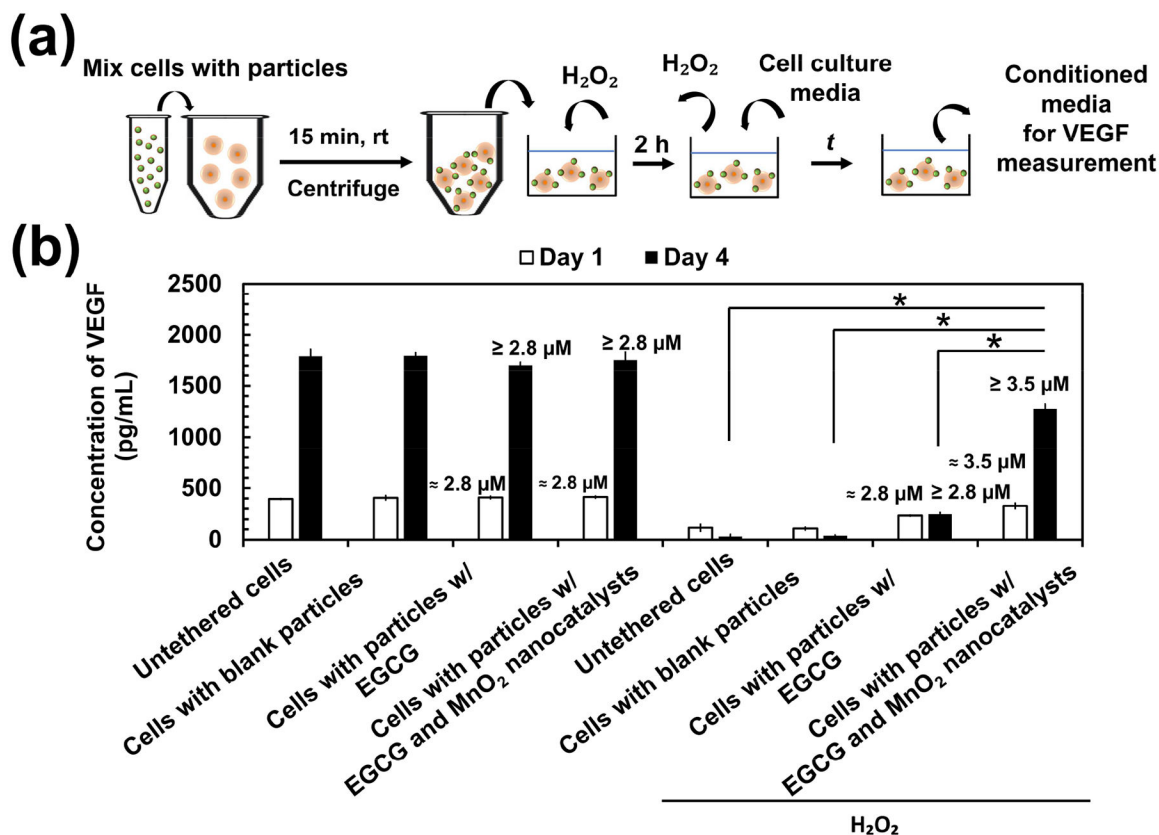 (a)
Mix cells with particles
15 min, rt
Centrifuge
H₂O₂
2 h
H₂O₂
Cell culture
media
t
Conditioned
media
for VEGF
measurement
(b)
Day 1
Day 4
Concentration of VEGF
(pg/mL)
2500
2000
1500
1000
500
0
≈ 2.8 µM
≥ 2.8 µM
≈ 2.8 µM
≥ 2.8 µM
≈ 2.8 µM
≥ 2.8 µM
≈ 3.5 µM
≥ 3.5 µM
*
*
*
Untethered cells
Cells with blank particles
Cells with particles w/
EGCG
Cells with particles w/
EGCG and MnO₂ nanocatalysts
Untethered cells
Cells with blank particles
Cells with particles w/
EGCG
Cells with particles w/
EGCG and MnO₂ nanocatalysts
H₂O₂